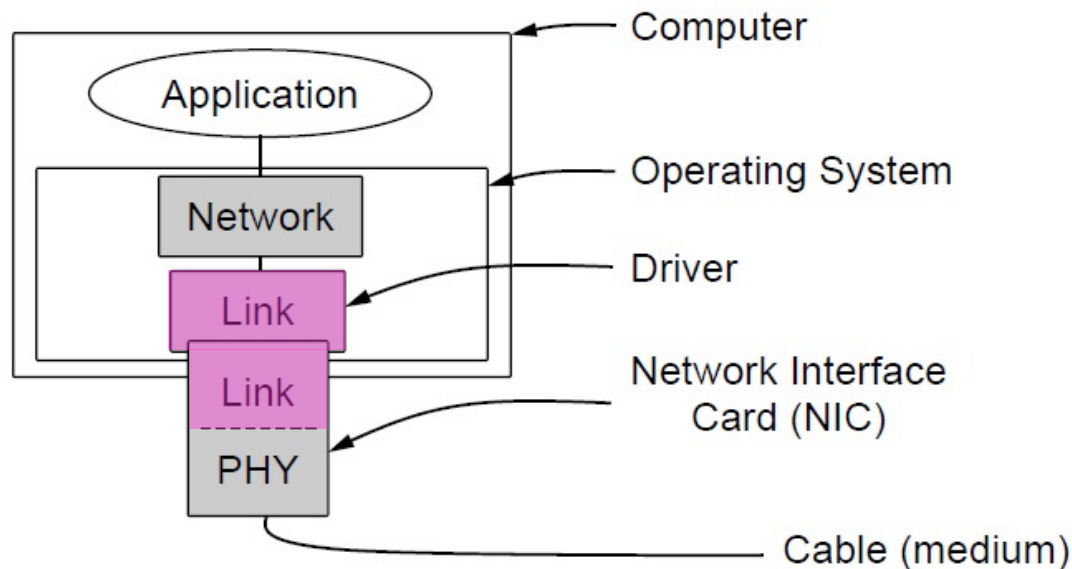 Computer
Application
Operating System
Network
Driver
Link
Link
Network Interface
Card (NIC)
PHY
Cable (medium)